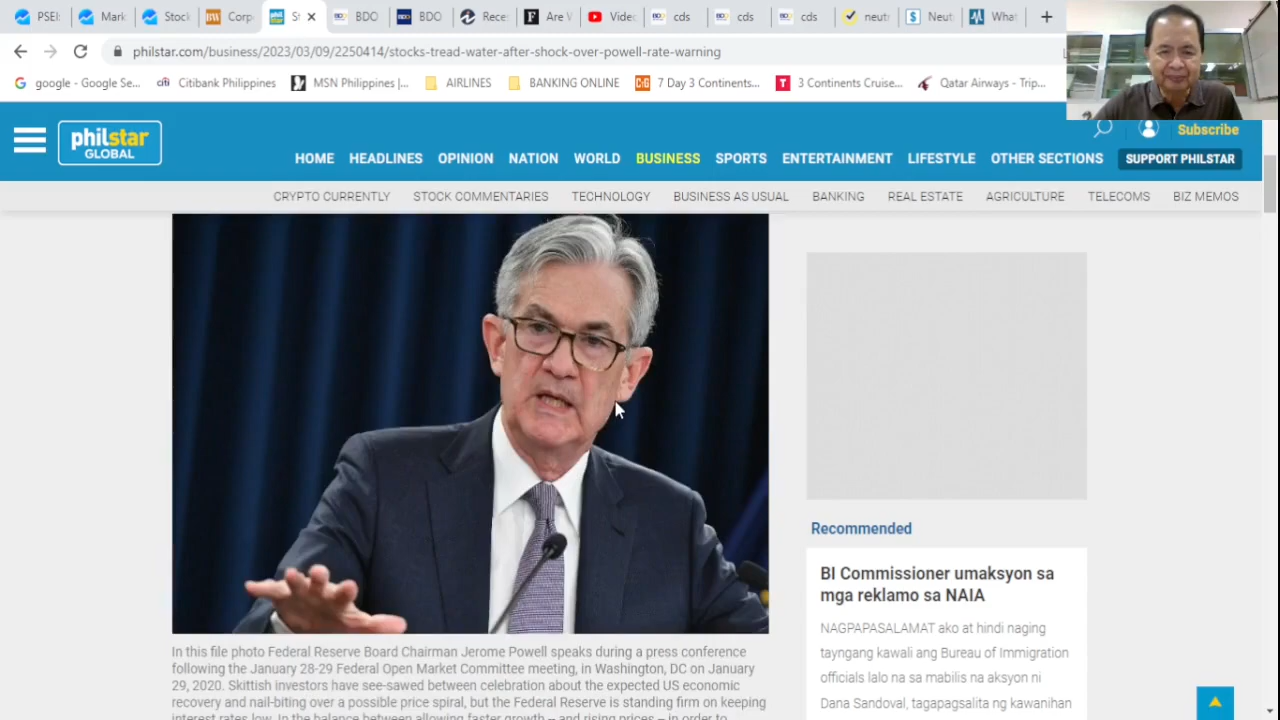 PSEI:
Mark
Stock
Corp
BDO
BDO
Rece
Are V
Vide
cds
cds
cds
neutr
Neut
What
philstar.com/business/2023/03/09/2250414/stocks-tread-water-after-shock-over-powell-rate-warning
google - Google Se...
Citibank Philippines
MSN Philippines |...
AIRLINES
BANKING ONLINE
7 Day 3 Continents...
3 Continents Cruise...
Qatar Airways - Trip...
philstar
GLOBAL
Subscribe
HOME HEADLINES OPINION NATION WORLD BUSINESS SPORTS ENTERTAINMENT LIFESTYLE OTHER SECTIONS SUPPORT PHILSTAR
CRYPTO CURRENTLY STOCK COMMENTARIES TECHNOLOGY BUSINESS AS USUAL BANKING REAL ESTATE AGRICULTURE TELECOMS BIZ MEMOS
In this file photo Federal Reserve Board Chairman Jerome Powell speaks during a press conference
following the January 28-29 Federal Open Market Committee meeting, in Washington, DC on January
29, 2020. Skittish investors have see-sawed between celebration about the expected US economic
recovery and nail-biting over a possible price spiral, but the Federal Reserve is standing firm on keeping
interest rates low. In the balance between allowing faster growth -- and rising prices -- in order to
Recommended
BI Commissioner umaksyon sa
mga reklamo sa NAIA
NAGPAPASALAMAT ako at hindi naging
tayngang kawali ang Bureau of Immigration
officials lalo na sa mabilis na aksyon ni
Dana Sandoval, tagapagsalita ng kawanihan